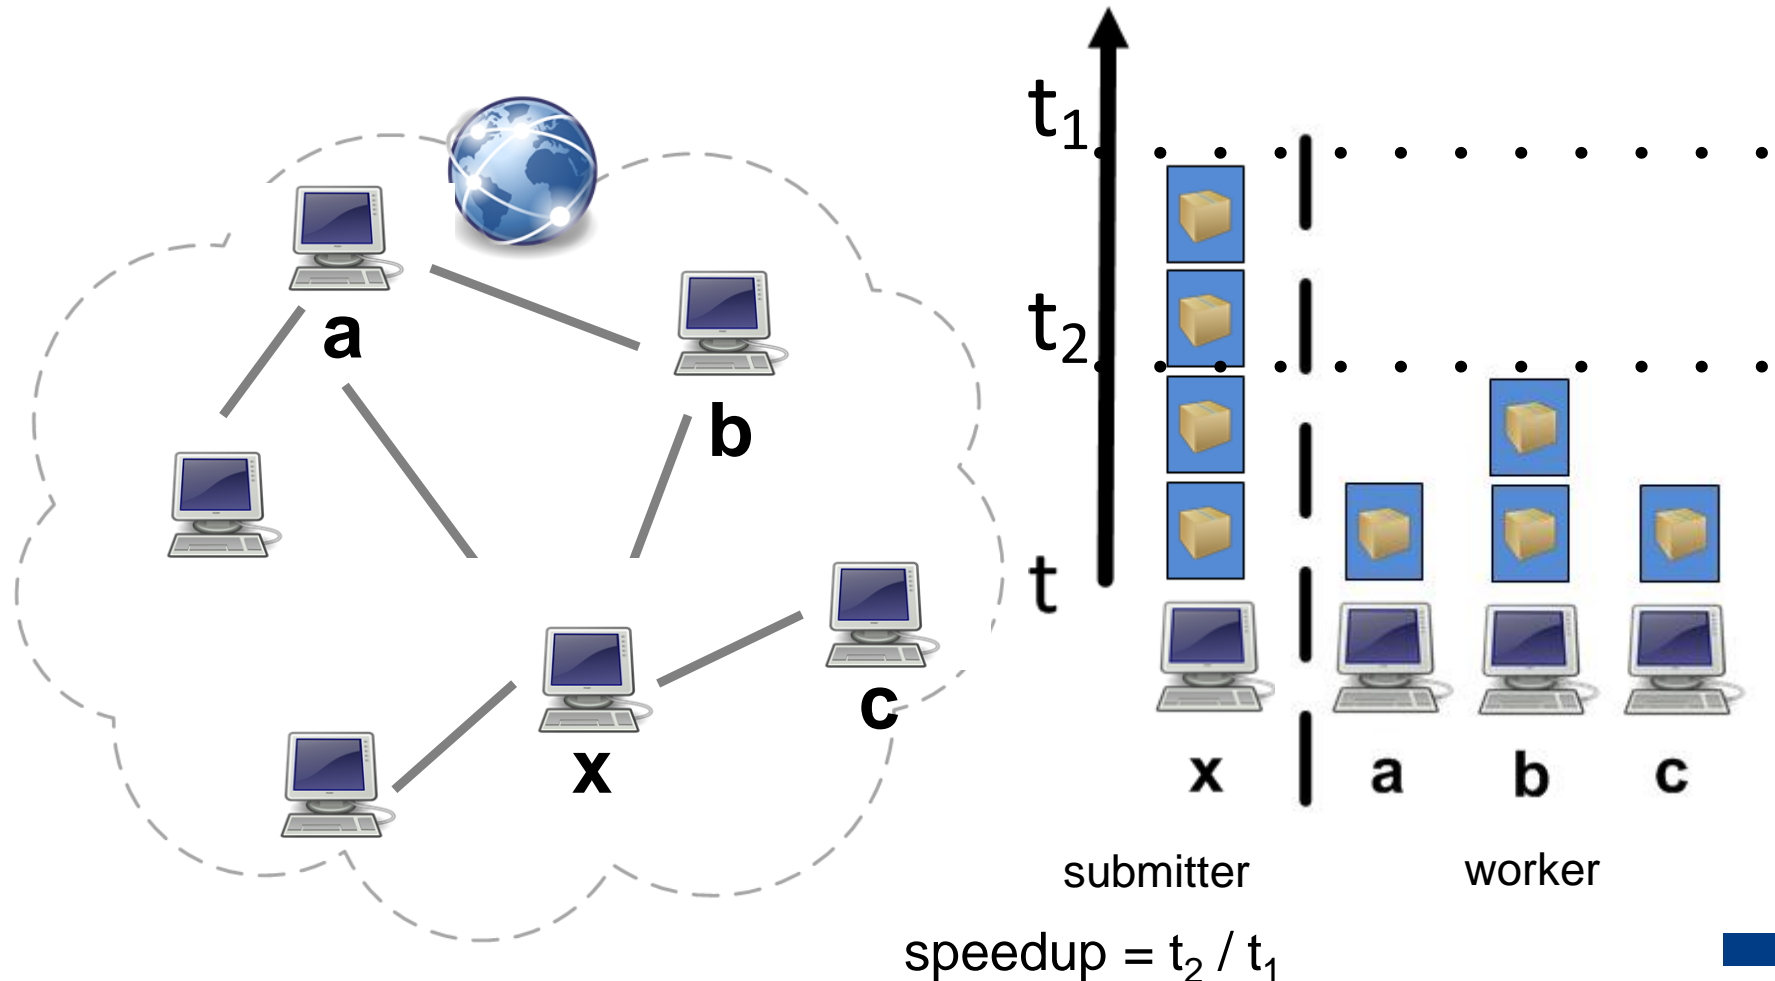 a
b
c
x
t₁
t₂
t
x a b c
submitter worker
speedup = t₂ / t₁